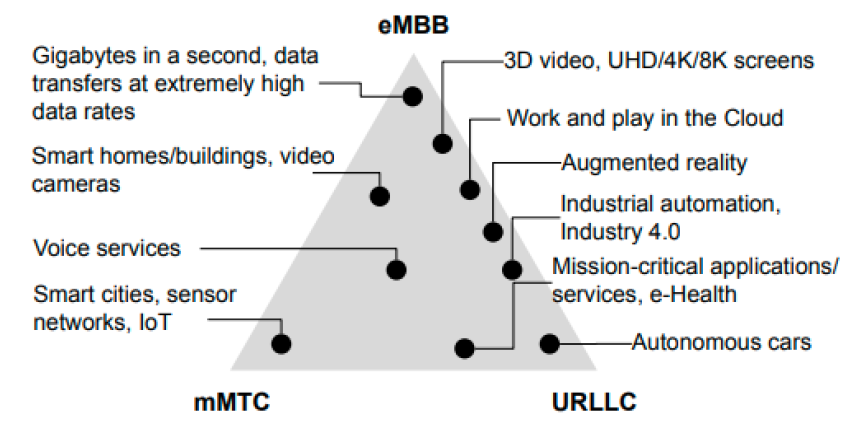 eMBB
Gigabytes in a second, data
transfers at extremely high
data rates
3D video, UHD/4K/8K screens
Work and play in the Cloud
Smart homes/buildings, video
cameras
Augmented reality
Industrial automation,
Industry 4.0
Voice services
Mission-critical applications/
services, e-Health
Smart cities, sensor
networks, IoT
Autonomous cars
mMTC
URLLC